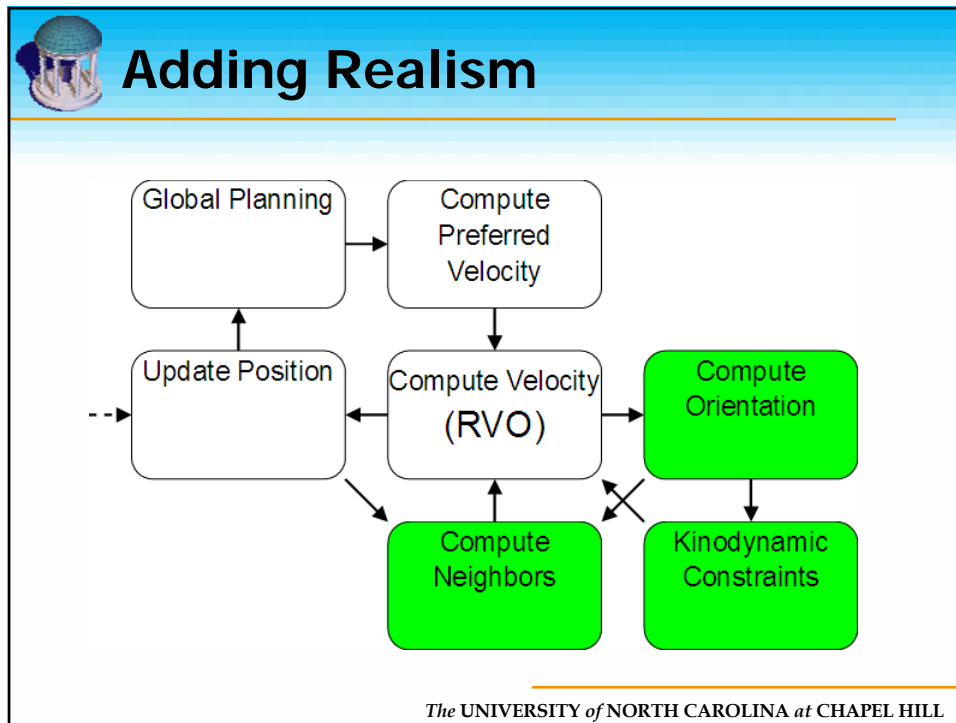 Adding Realism
Global Planning
Compute
Preferred
Velocity
Update Position
Compute Velocity
(RVO)
Compute
Orientation
Compute
Neighbors
Kinodynamic
Constraints
The UNIVERSITY of NORTH CAROLINA at CHAPEL HILL